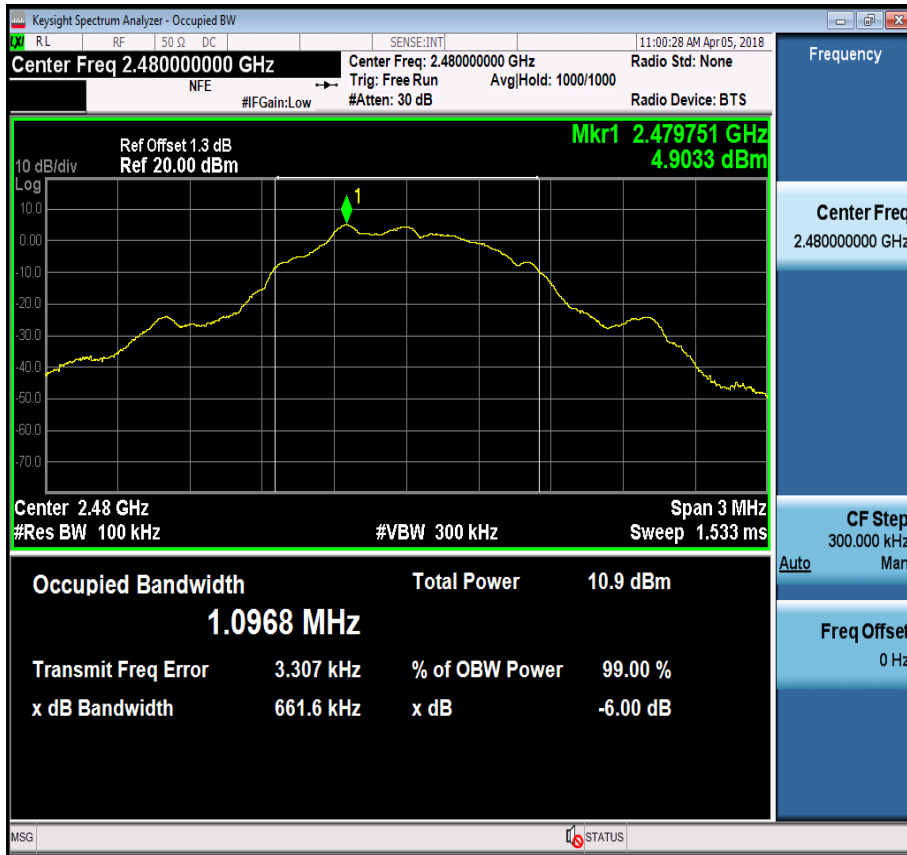 Keysight Spectrum Analyzer - Occupied BW
LXI RL RF 50 Ω DC SENSE:INT 11:00:28 AM Apr 05, 2018
Center Freq 2.480000000 GHz
NFE
#IFGain:Low
Center Freq: 2.480000000 GHz
Trig: Free Run Avg|Hold: 1000/1000
#Atten: 30 dB
Radio Std: None
Radio Device: BTS
Frequency
Mkr1 2.479751 GHz
4.9033 dBm
Ref Offset 1.3 dB
10 dB/div Ref 20.00 dBm
Log
1
10.0
0.00
-10.0
-20.0
-30.0
-40.0
-50.0
-60.0
-70.0
Center 2.48 GHz Span 3 MHz
#Res BW 100 kHz #VBW 300 kHz Sweep 1.533 ms
Center Freq
2.480000000 GHz
CF Step
300.000 kHz
Auto Man
Freq Offset
0 Hz
Occupied Bandwidth Total Power 10.9 dBm
1.0968 MHz
Transmit Freq Error 3.307 kHz % of OBW Power 99.00 %
x dB Bandwidth 661.6 kHz x dB -6.00 dB
MSG STATUS